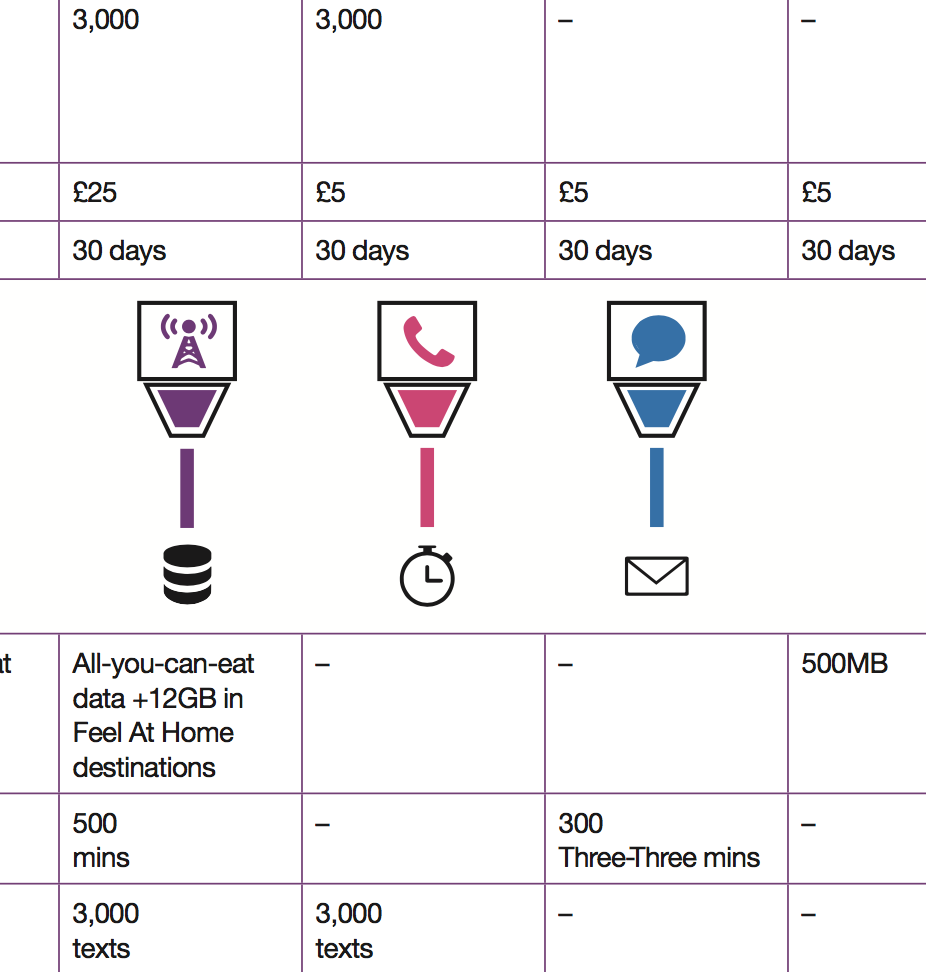 3,000 3,000 – –
£25 £5 £5 £5
30 days 30 days 30 days 30 days
at All-you-can-eat – – 500MB
data +12GB in
Feel At Home
destinations
500 – 300 –
mins Three-Three mins
3,000 3,000 – –
texts texts